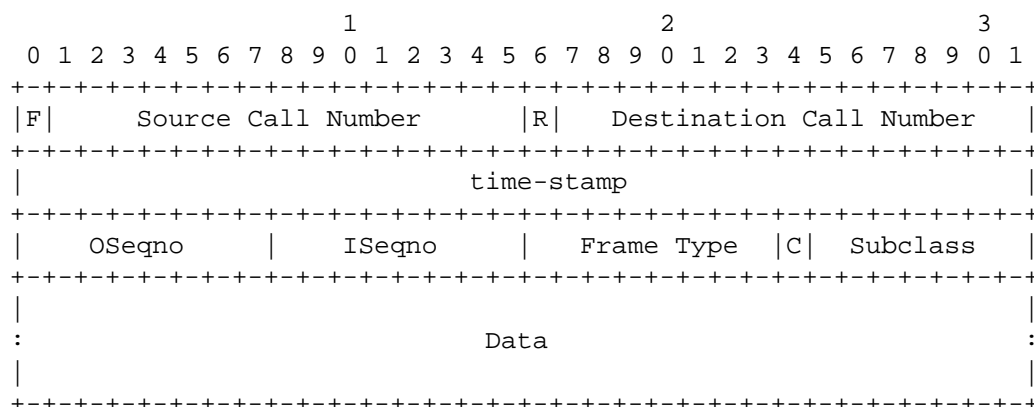 1                   2                   3
 0 1 2 3 4 5 6 7 8 9 0 1 2 3 4 5 6 7 8 9 0 1 2 3 4 5 6 7 8 9 0 1
+-+-+-+-+-+-+-+-+-+-+-+-+-+-+-+-+-+-+-+-+-+-+-+-+-+-+-+-+-+-+-+-+
|F|     Source Call Number      |R|   Destination Call Number   |
+-+-+-+-+-+-+-+-+-+-+-+-+-+-+-+-+-+-+-+-+-+-+-+-+-+-+-+-+-+-+-+-+
|                            time-stamp                         |
+-+-+-+-+-+-+-+-+-+-+-+-+-+-+-+-+-+-+-+-+-+-+-+-+-+-+-+-+-+-+-+-+
|    OSeqno     |    ISeqno     |   Frame Type  |C|  Subclass   |
+-+-+-+-+-+-+-+-+-+-+-+-+-+-+-+-+-+-+-+-+-+-+-+-+-+-+-+-+-+-+-+-+
|                                                               |
:                             Data                              :
|                                                               |
+-+-+-+-+-+-+-+-+-+-+-+-+-+-+-+-+-+-+-+-+-+-+-+-+-+-+-+-+-+-+-+-+